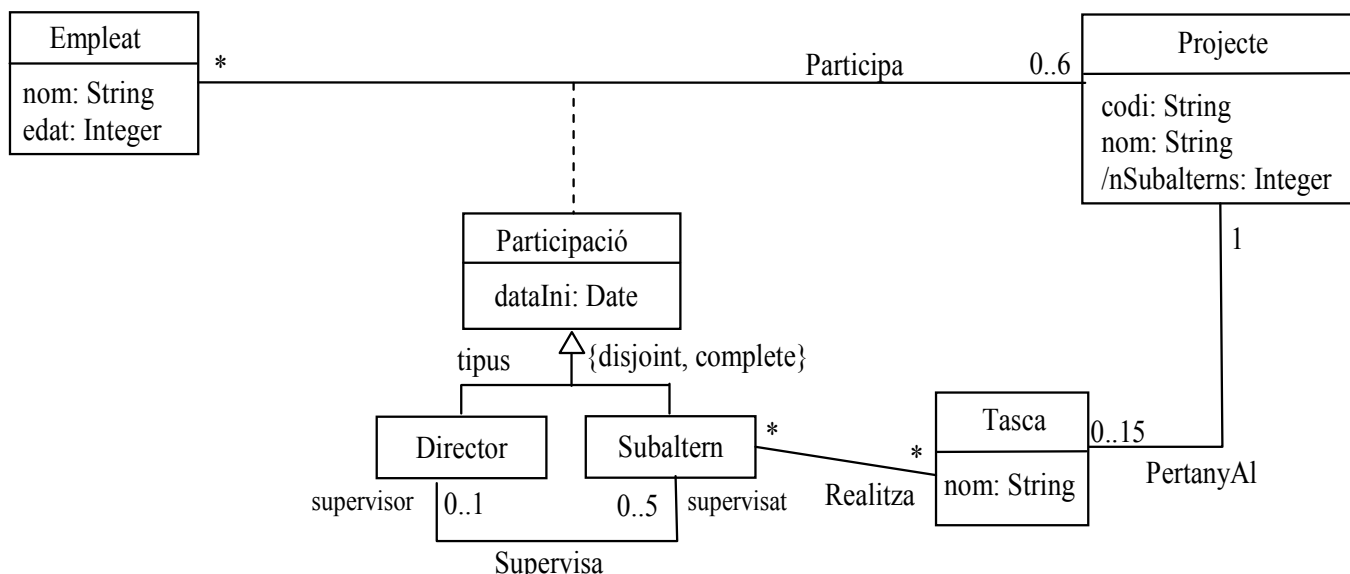 Empleat
nom: String
edat: Integer
*
Participa
0..6
Projecte
codi: String
nom: String
/nSubalterns: Integer
1
Participació
dataIni: Date
tipus
{disjoint, complete}
Director
Subaltern
*
*
Realitza
Tasca
nom: String
0..15
PertanyAl
supervisor
0..1
0..5
supervisat
Supervisa